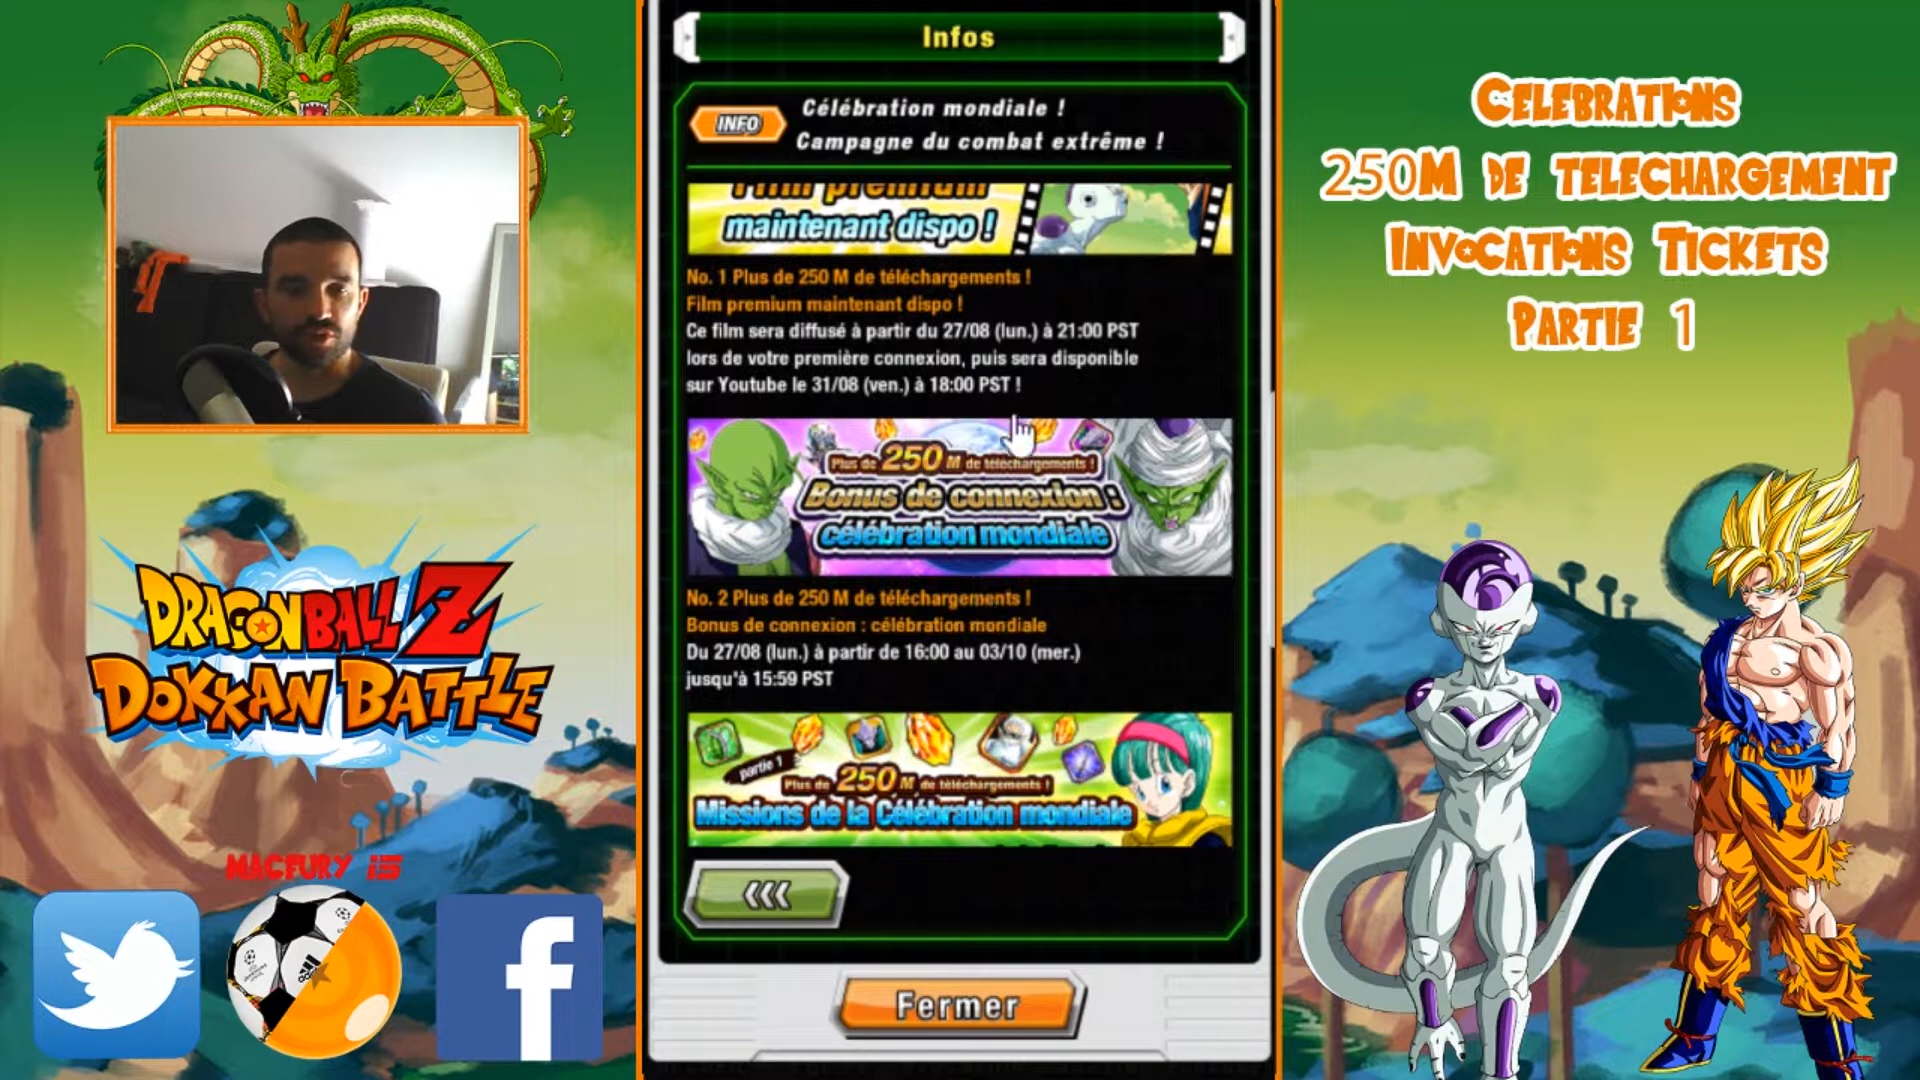 Infos
INFO
Célébration mondiale !
Campagne du combat extrême !
Film premium
maintenant dispo !
No. 1 Plus de 250 M de téléchargements !
Film premium maintenant dispo !
Ce film sera diffusé à partir du 27/08 (lun.) à 21:00 PST
lors de votre première connexion, puis sera disponible
sur Youtube le 31/08 (ven.) à 18:00 PST !
Plus de 250 M de téléchargements !
Bonus de connexion :
célébration mondiale
No. 2 Plus de 250 M de téléchargements !
Bonus de connexion : célébration mondiale
Du 27/08 (lun.) à partir de 16:00 au 03/10 (mer.)
jusqu'à 15:59 PST
partie 1
Plus de 250 M de téléchargements !
Missions de la Célébration mondiale
Fermer
CELEBRATIONS
250M DE TELECHARGEMENT
INVOCATIONS TICKETS
PARTIE 1
DRAGON BALL Z
DOKKAN BATTLE
MACFURY 15
adidas
f